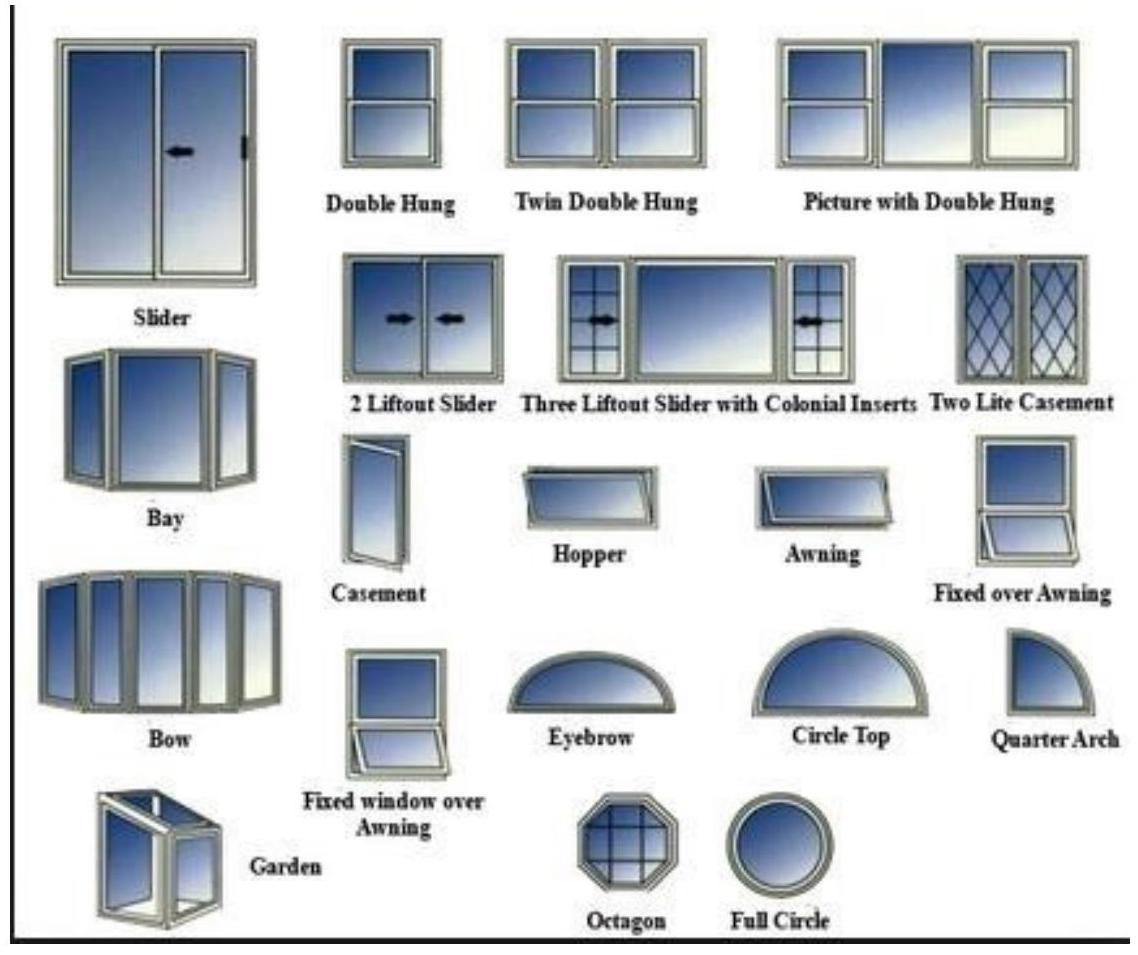 Double Hung
Twin Double Hung
Picture with Double Hung
Slider
2 Liftout Slider
Three Liftout Slider with Colonial Inserts
Two Lite Casement
Bay
Hopper
Awning
Casement
Fixed over Awning
Bow
Eyebrow
Circle Top
Quarter Arch
Fixed window over
Awning
Garden
Octagon
Full Circle